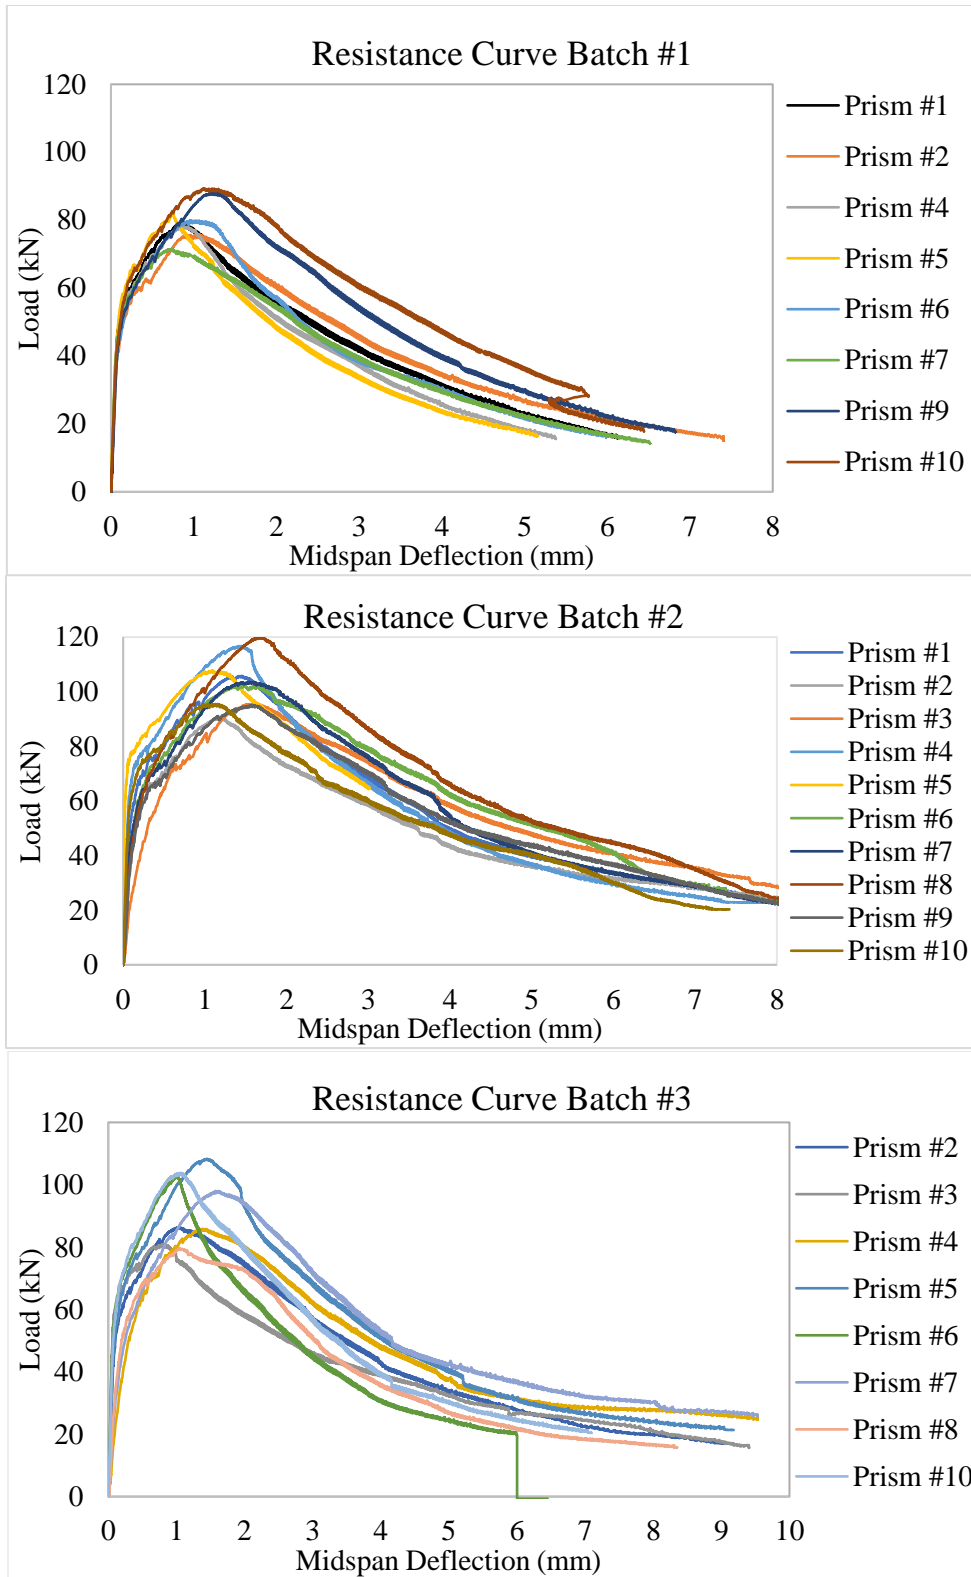 Resistance Curve Batch #1
120
100
80
60
40
20
0
Load (kN)
0 1 2 3 4 5 6 7 8
Midspan Deflection (mm)
Prism #1
Prism #2
Prism #4
Prism #5
Prism #6
Prism #7
Prism #9
Prism #10
Resistance Curve Batch #2
120
100
80
60
40
20
0
Load (kN)
0 1 2 3 4 5 6 7 8
Midspan Deflection (mm)
Prism #1
Prism #2
Prism #3
Prism #4
Prism #5
Prism #6
Prism #7
Prism #8
Prism #9
Prism #10
Resistance Curve Batch #3
120
100
80
60
40
20
0
Load (kN)
0 1 2 3 4 5 6 7 8 9 10
Midspan Deflection (mm)
Prism #2
Prism #3
Prism #4
Prism #5
Prism #6
Prism #7
Prism #8
Prism #10